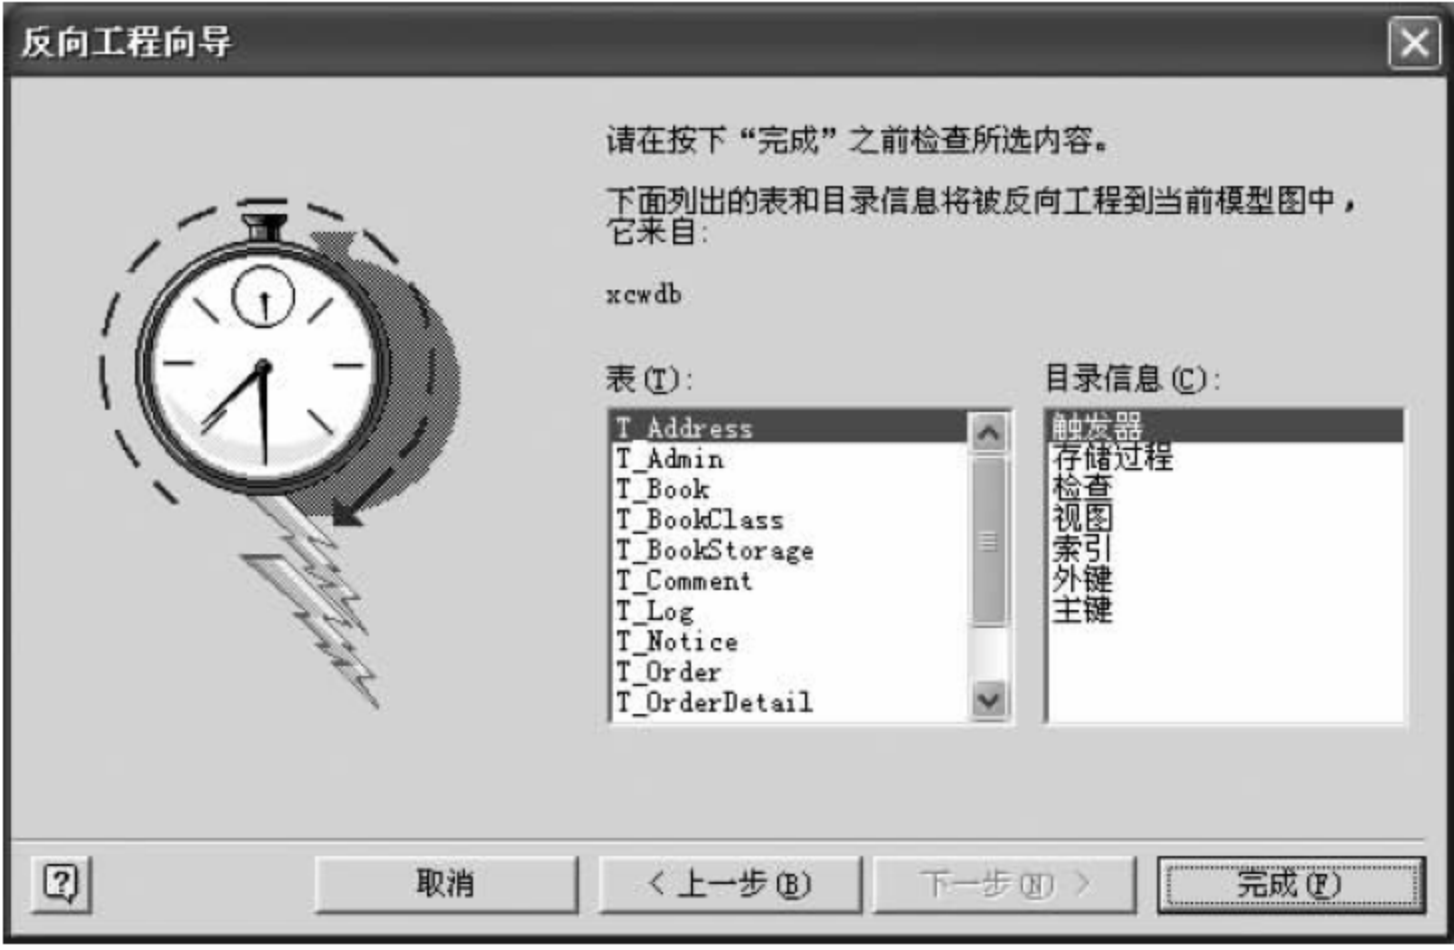 反向工程向导
请在按下“完成”之前检查所选内容。
下面列出的表和目录信息将被反向工程到当前模型图中，
它来自:
xcwdb
表(T):
T_Address
T_Admin
T_Book
T_BookClass
T_BookStorage
T_Comment
T_Log
T_Notice
T_Order
T_OrderDetail
目录信息(C):
触发器
存储过程
检查
视图
索引
外键
主键
取消
< 上一步(B)
下一步(N) >
完成(F)